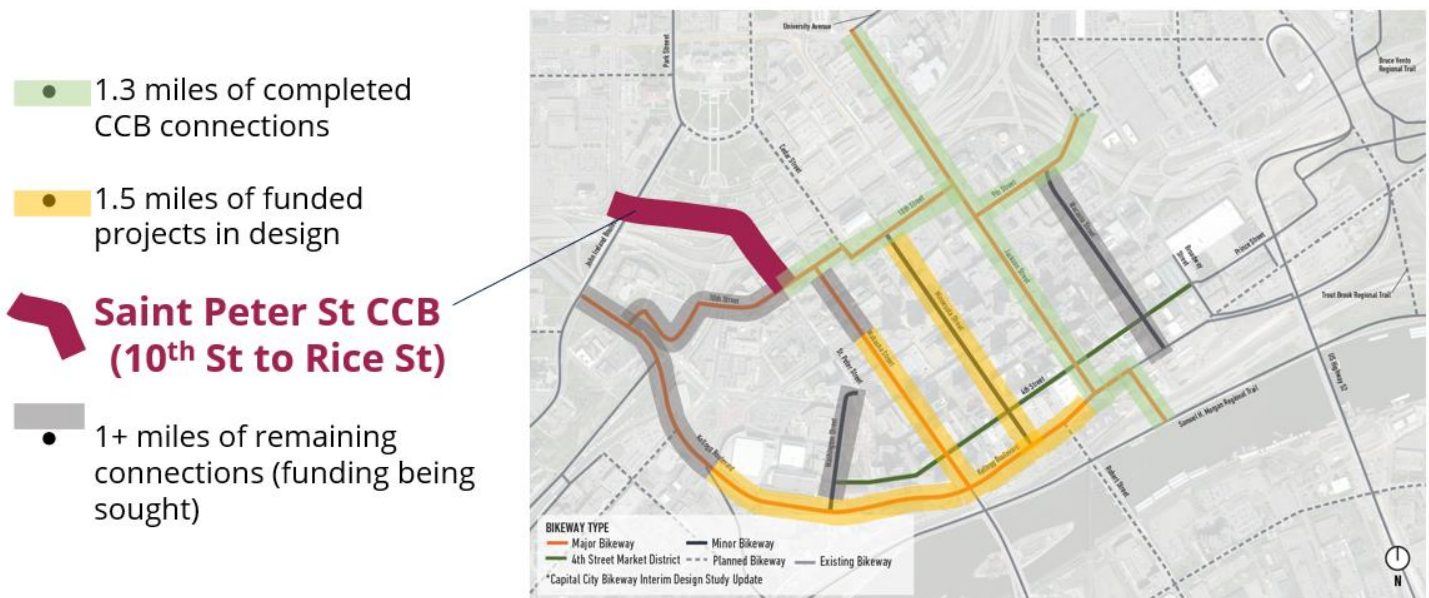 1.3 miles of completed
CCB connections
1.5 miles of funded
projects in design
Saint Peter St CCB
(10th St to Rice St)
1+ miles of remaining
connections (funding being
sought)
University Avenue
Park Street
Bruce Vento
Regional Trail
Cedar Street
John Ireland
10th Street
9th Street
Wacouta Street
Broadway
Street
Prince Street
Jackson Street
Trout Brook Regional Trail
10th Street
Minnesota Street
Wabasha Street
St. Peter Street
4th Street
US Highway 52
Samuel H. Morgan Regional Trail
Washington Street
Kellogg Boulevard
Kellogg Boulevard
Robert Street
BIKEWAY TYPE
Major Bikeway
Minor Bikeway
4th Street Market District
Planned Bikeway
Existing Bikeway
*Capital City Bikeway Interim Design Study Update
N